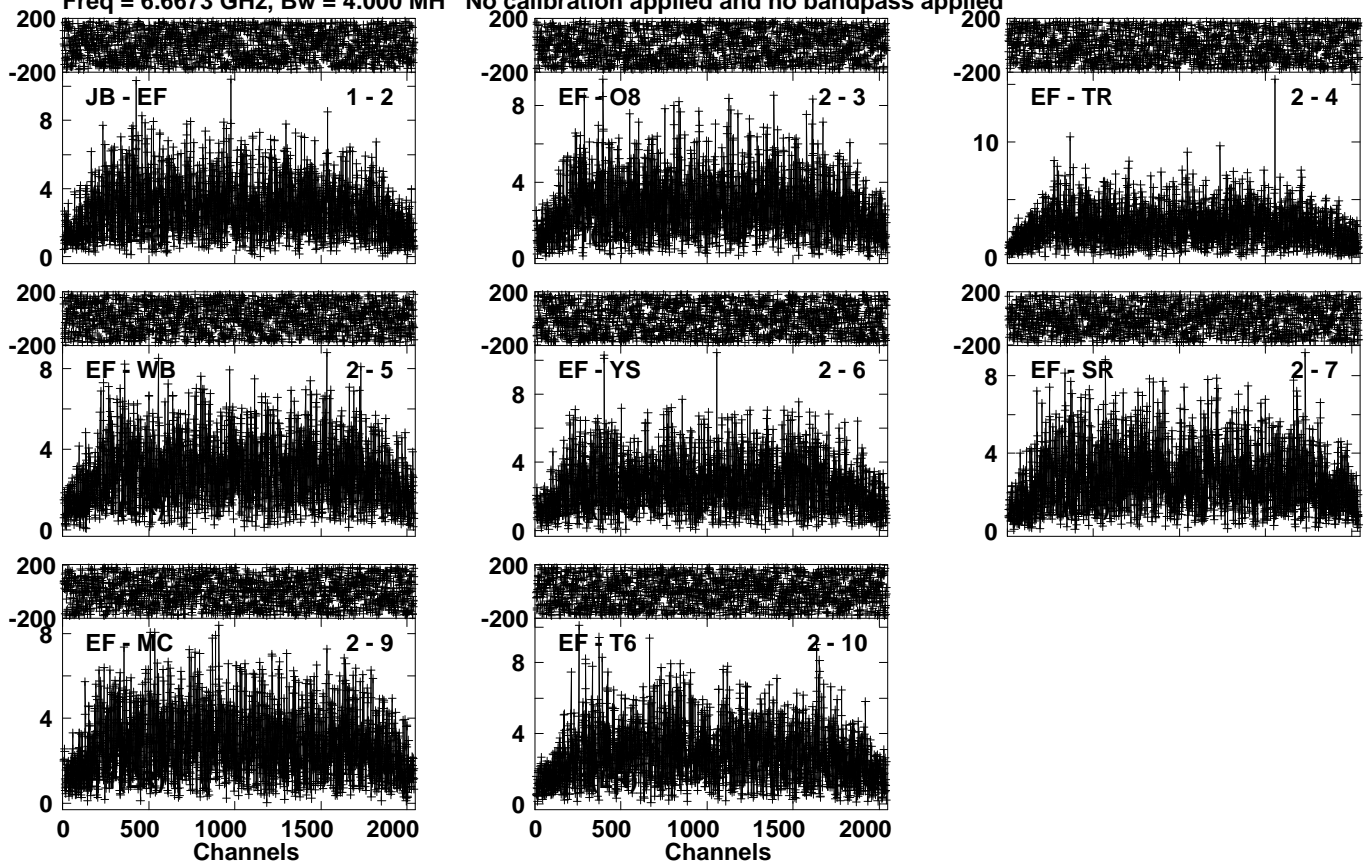 Freq = 6.6673 GHz, Bw = 4.000 MH No calibration applied and no bandpass applied
200 200 200
-200 -200 -200
JB - EF 1 - 2 EF - O8 2 - 3 EF - TR 2 - 4
8 8 10
4 4
0 0 0
200 200 200
-200 -200 -200
EF - WB 2 - 5 EF - YS 2 - 6 EF - SR 2 - 7
8 8 8
4 4 4
0 0 0
200 200
-200 -200
EF - MC 2 - 9 EF - T6 2 - 10
8 8
4 4
0 0
0 500 1000 1500 2000 0 500 1000 1500 2000
Channels Channels